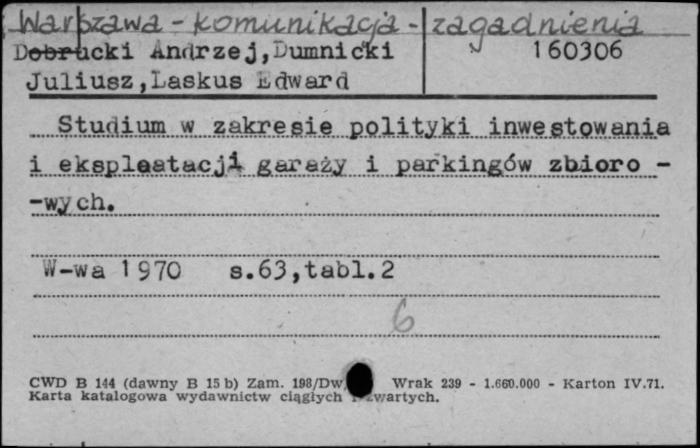 Warszawa - komunikacja - zagadnienia
Dobrucki Andrzej, Dumnicki 160306
Juliusz, Laskus Edward
Studium w zakresie polityki inwestowania
i eksploatacji garaży i parkingów zbioro -
-wych.
W-wa 1970 s.63, tabl.2
6
CWD B 144 (dawny B 15 b) Zam. 198/Dw. Wrak 239 - 1.660.000 - Karton IV.71.
Karta katalogowa wydawnictw ciągłych i zwartych.